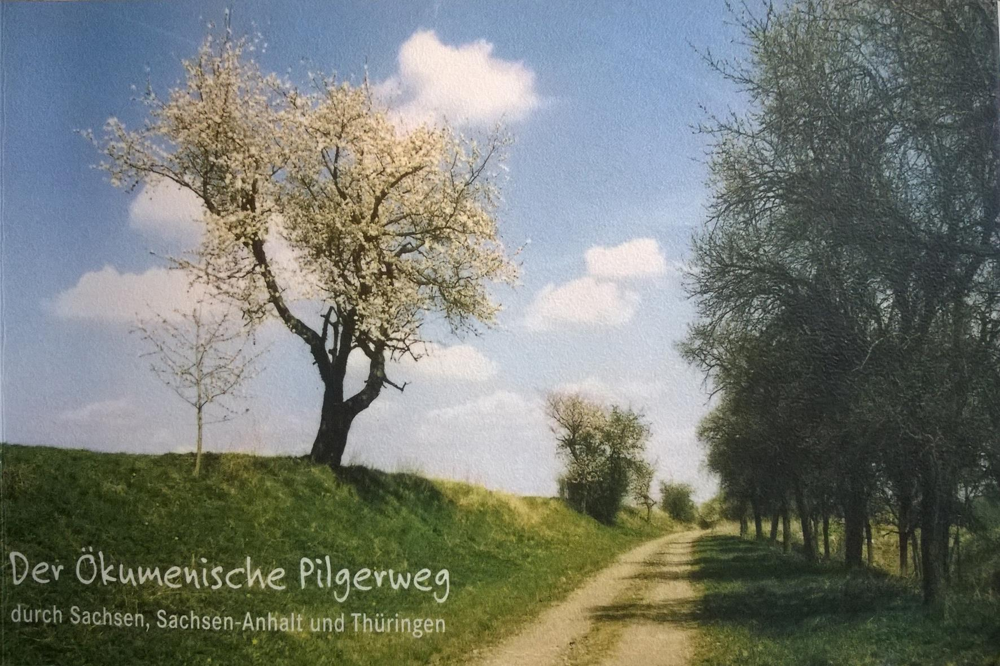 Der Ökumenische Pilgerweg
durch Sachsen, Sachsen-Anhalt und Thüringen